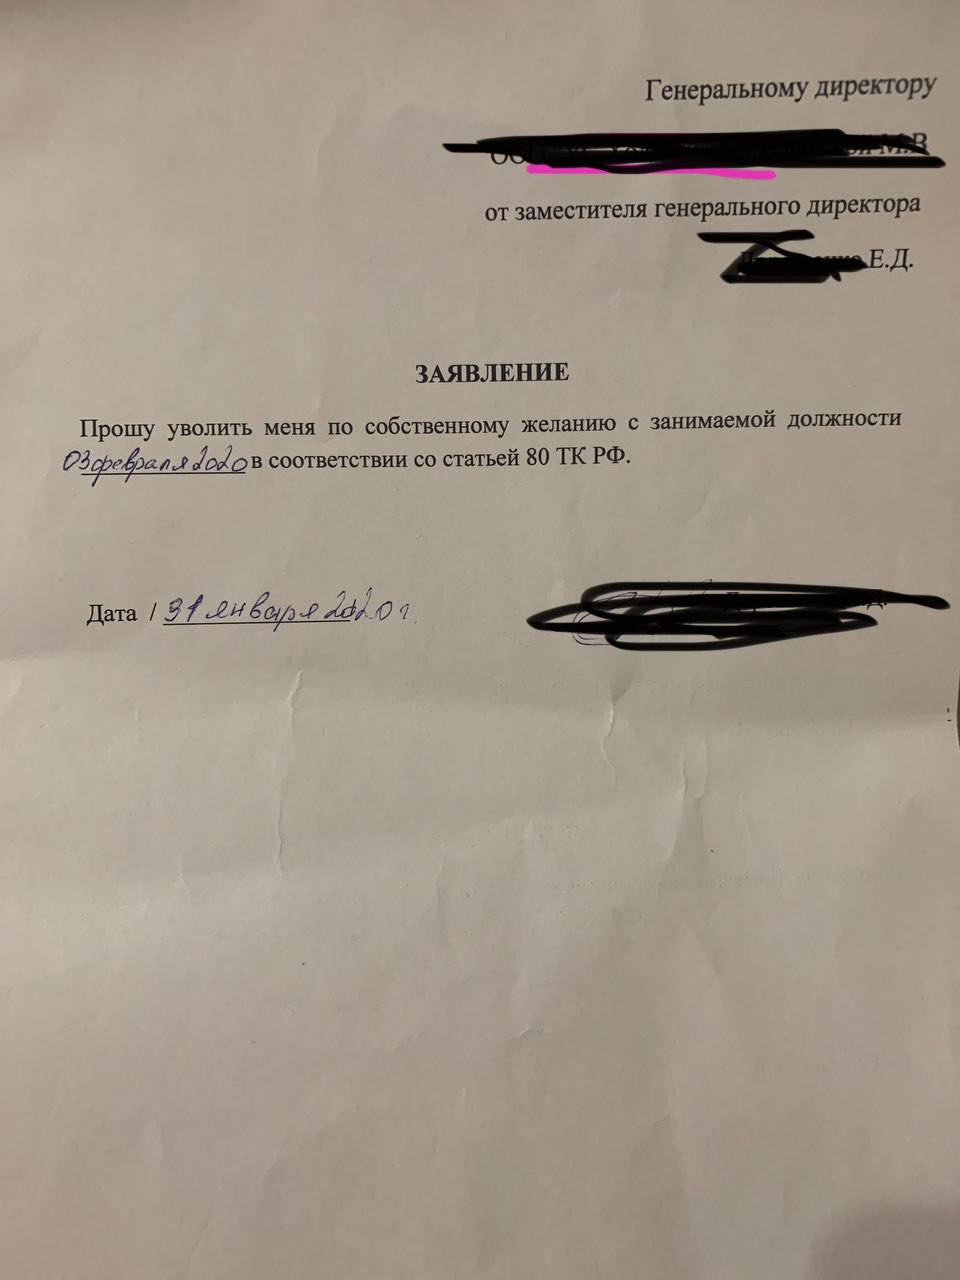 Генеральному директору
М.В
от заместителя генерального директора
Е.Д.
ЗАЯВЛЕНИЕ
Прошу уволить меня по собственному желанию с занимаемой должности
03 февраля 2020 в соответствии со статьей 80 ТК РФ.
Дата / 31 января 2020 г.